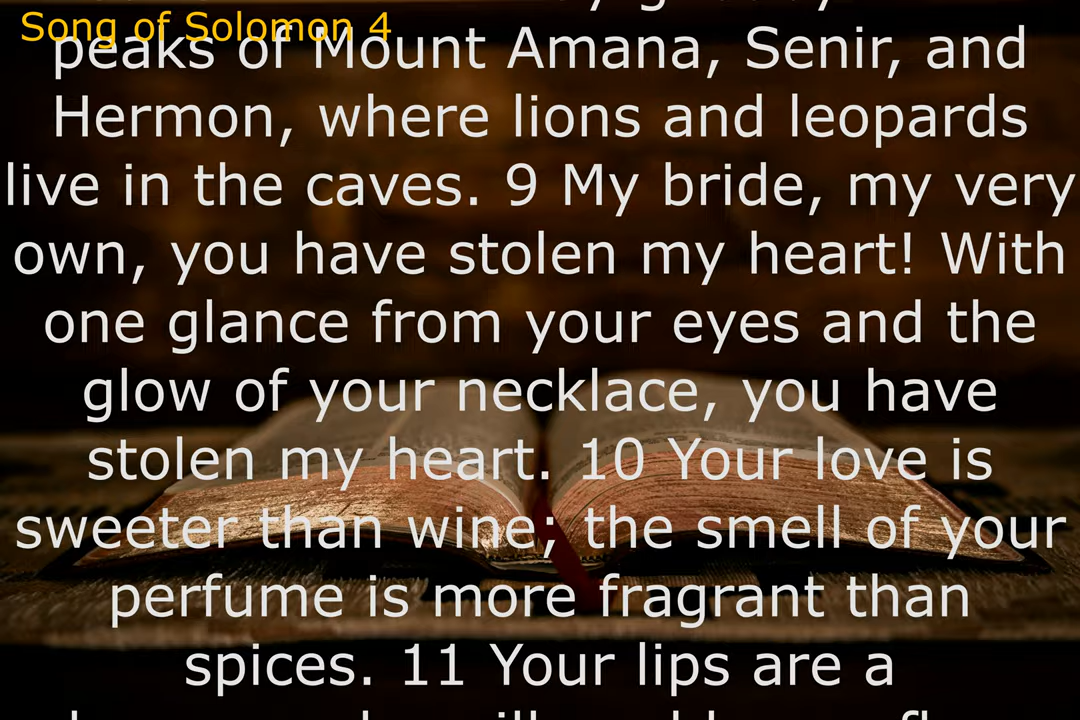 Song of Solomon 4
peaks of Mount Amana, Senir, and
Hermon, where lions and leopards
live in the caves. 9 My bride, my very
own, you have stolen my heart! With
one glance from your eyes and the
glow of your necklace, you have
stolen my heart. 10 Your love is
sweeter than wine; the smell of your
perfume is more fragrant than
spices. 11 Your lips are a